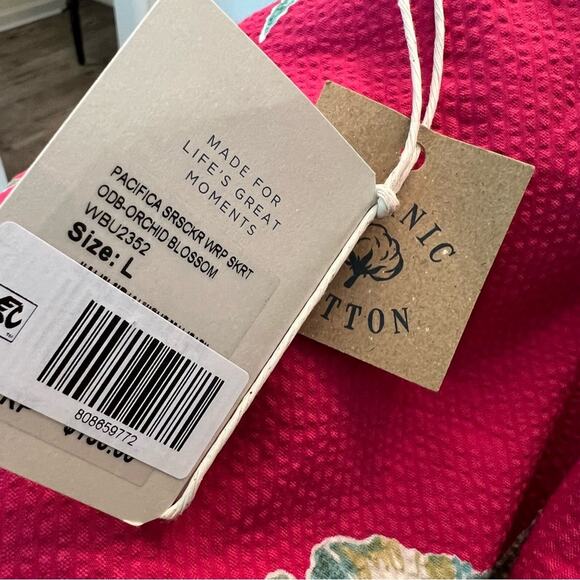 MADE FOR
LIFE'S GREAT
MOMENTS
PACIFICA SRSCKR WRP SKRT
ODB-ORCHID BLOSSOM
WBU2352
Size: L
808659772
NIC
TTON